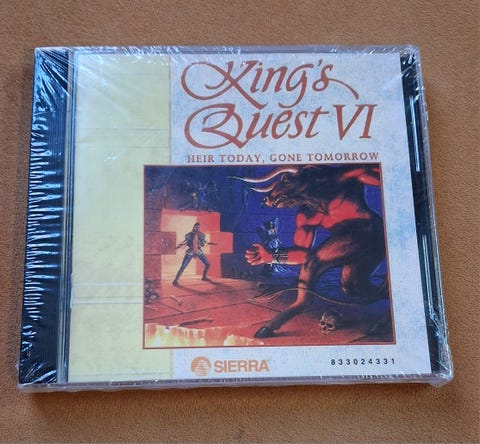 King's
Quest VI
HEIR TODAY, GONE TOMORROW
SIERRA
833024331